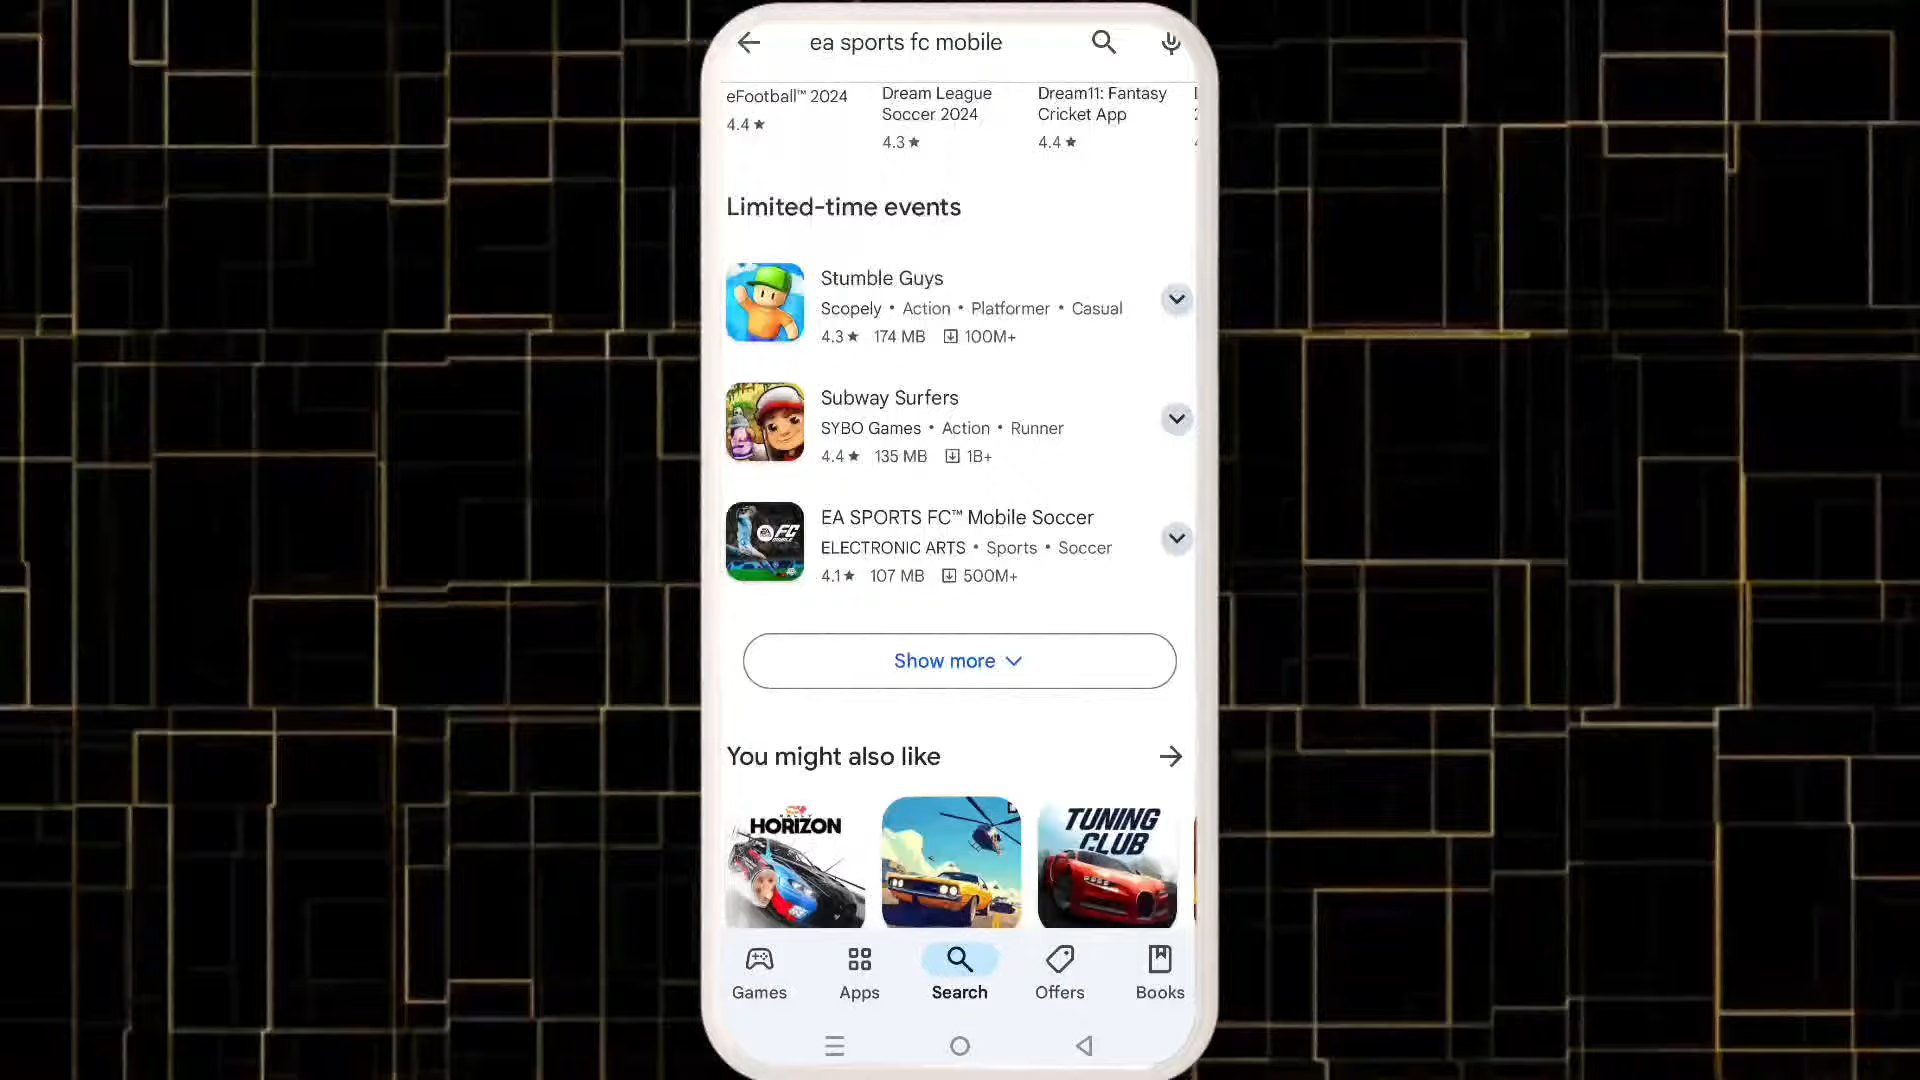 ea sports fc mobile
eFootball™ 2024
4.4 ★
Dream League
Soccer 2024
4.3 ★
Dream11: Fantasy
Cricket App
4.4 ★
Limited-time events
Stumble Guys
Scopely • Action • Platformer • Casual
4.3 ★ 174 MB 100M+
Subway Surfers
SYBO Games • Action • Runner
4.4 ★ 135 MB 1B+
EA SPORTS FC™ Mobile Soccer
ELECTRONIC ARTS • Sports • Soccer
4.1 ★ 107 MB 500M+
FC
Show more
You might also like
HORIZON
TUNING
CLUB
Games
Apps
Search
Offers
Books